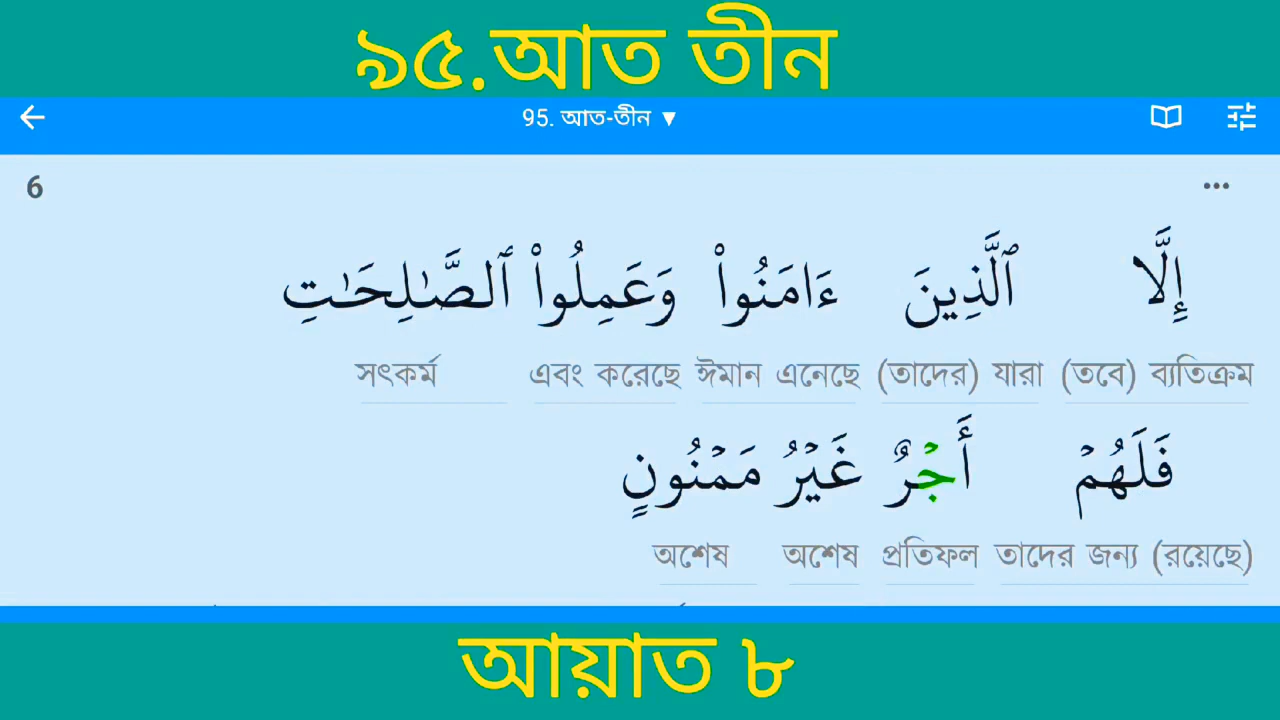 ৯৫.আত তীন
95. আত-তীন ▼
6
إِلَّا ٱلَّذِينَ ءَامَنُوا۟ وَعَمِلُوا۟ ٱلصَّـٰلِحَـٰتِ
(তবে) ব্যতিক্রম (তাদের) যারা ঈমান এনেছে এবং করেছে সৎকর্ম
فَلَهُمْ أَجْرٌ غَيْرُ مَمْنُونٍ
তাদের জন্য (রয়েছে) প্রতিফল অশেষ অশেষ
আয়াত ৮